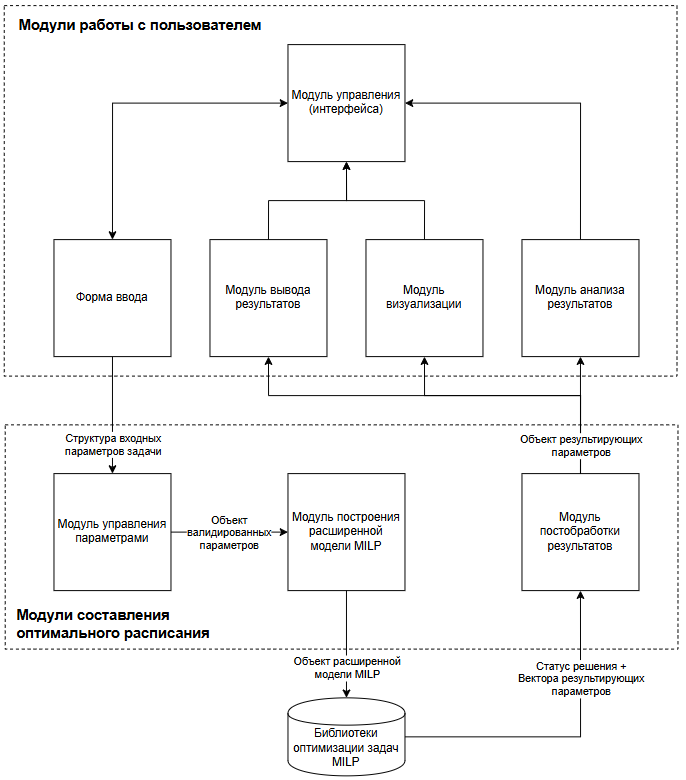 Модули работы с пользователем
Модуль управления
(интерфейса)
Форма ввода
Модуль вывода
результатов
Модуль
визуализации
Модуль анализа
результатов
Структура входных
параметров задачи
Объект результирующих
параметров
Модуль управления
параметрами
Объект
валидированных
параметров
Модуль построения
расширенной
модели MILP
Модуль
постобработки
результатов
Модули составления
оптимального расписания
Объект расширенной
модели MILP
Статус решения +
Вектора результирующих
параметров
Библиотеки
оптимизации задач
MILP